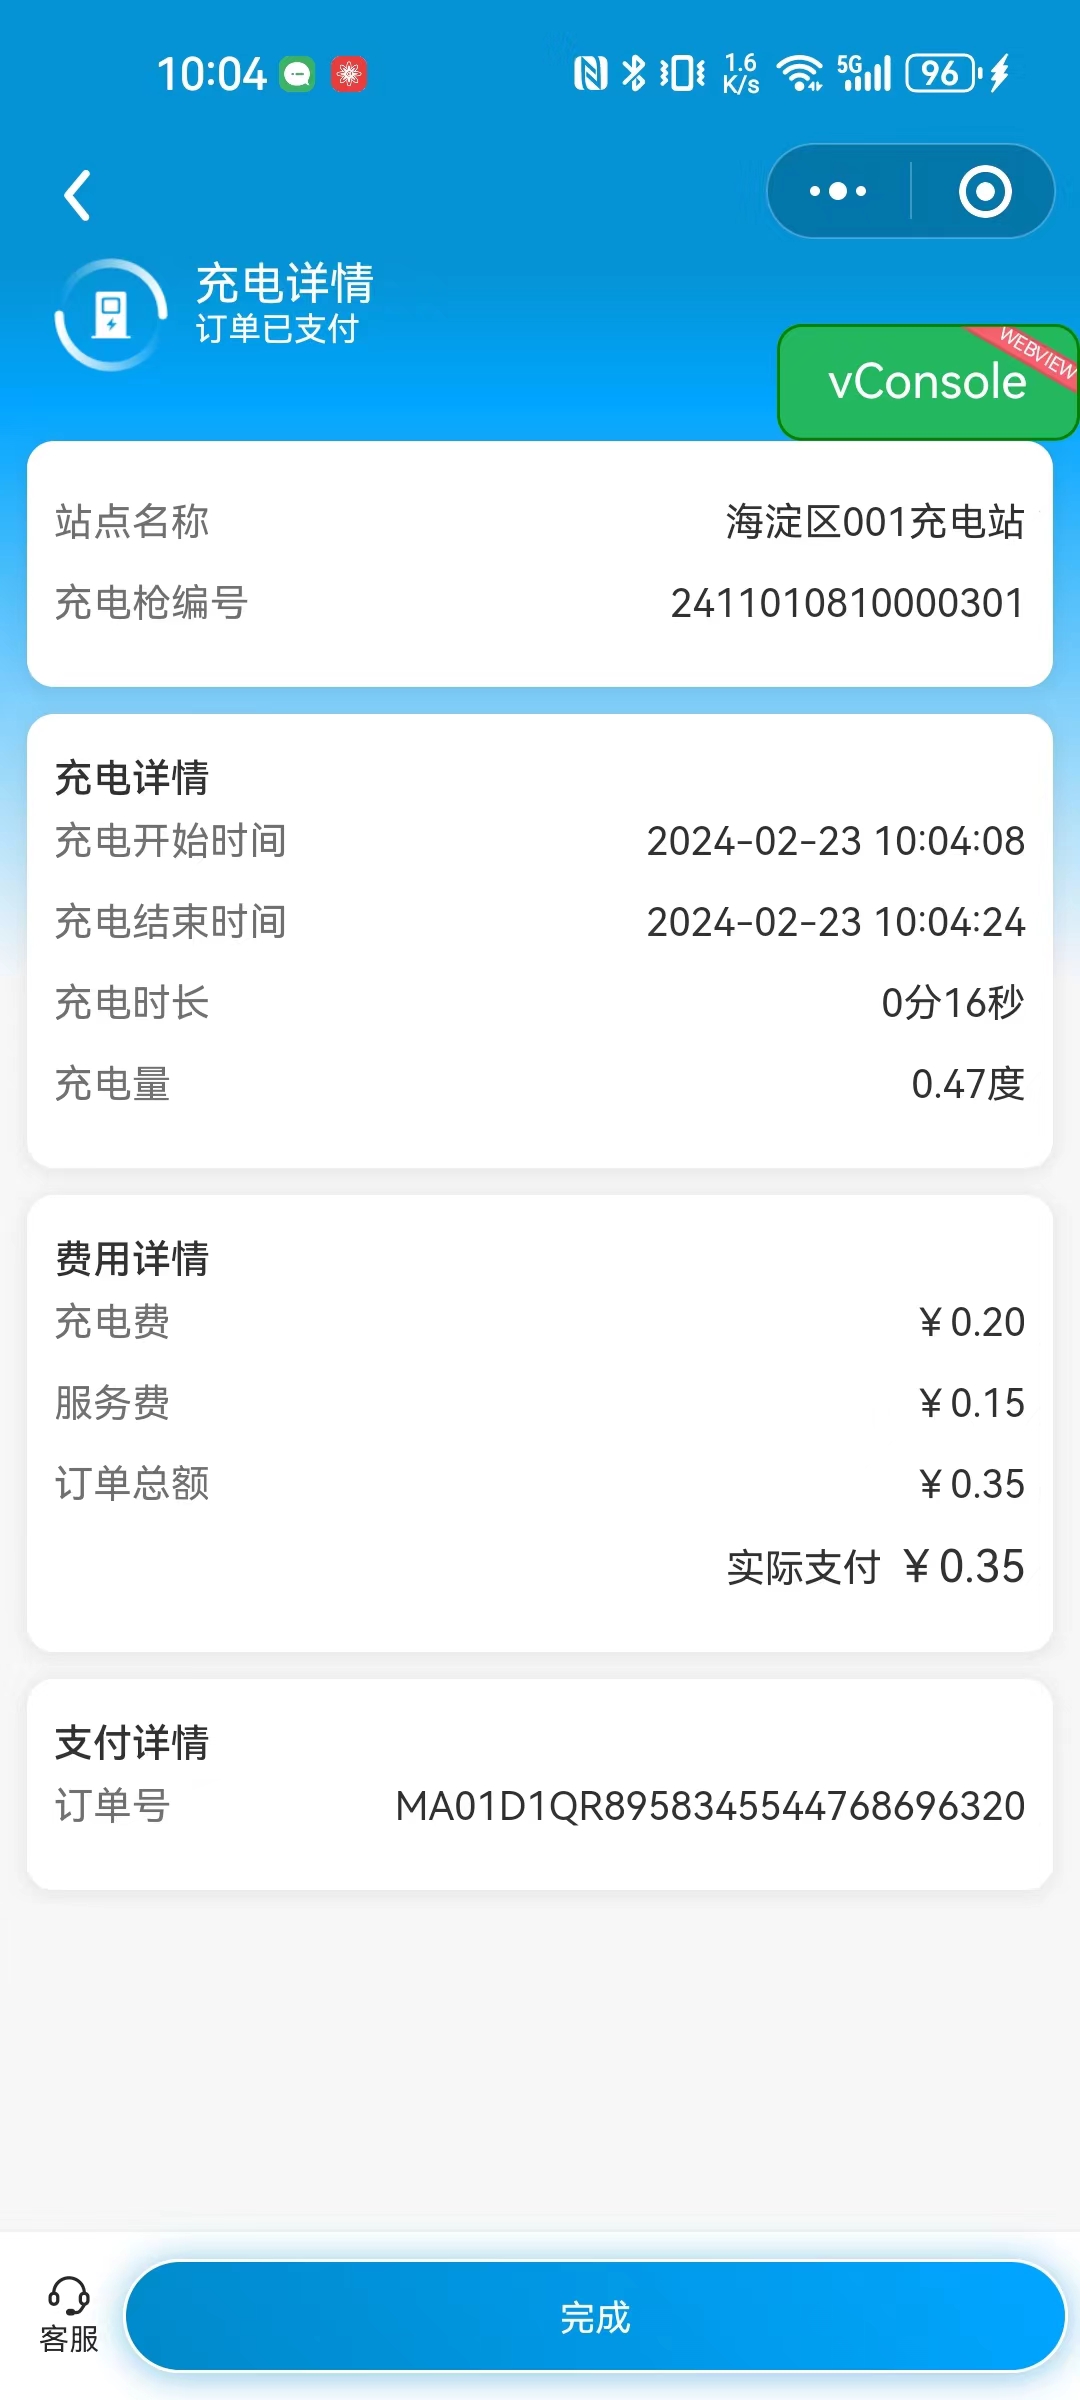 10:04
1.6 K/s
5G
96
充电详情
订单已支付
WEBVIEW
vConsole
站点名称 海淀区001充电站
充电枪编号 2411010810000301
充电详情
充电开始时间 2024-02-23 10:04:08
充电结束时间 2024-02-23 10:04:24
充电时长 0分16秒
充电量 0.47度
费用详情
充电费 ¥0.20
服务费 ¥0.15
订单总额 ¥0.35
实际支付 ¥0.35
支付详情
订单号 MA01D1QR8958345544768696320
客服
完成